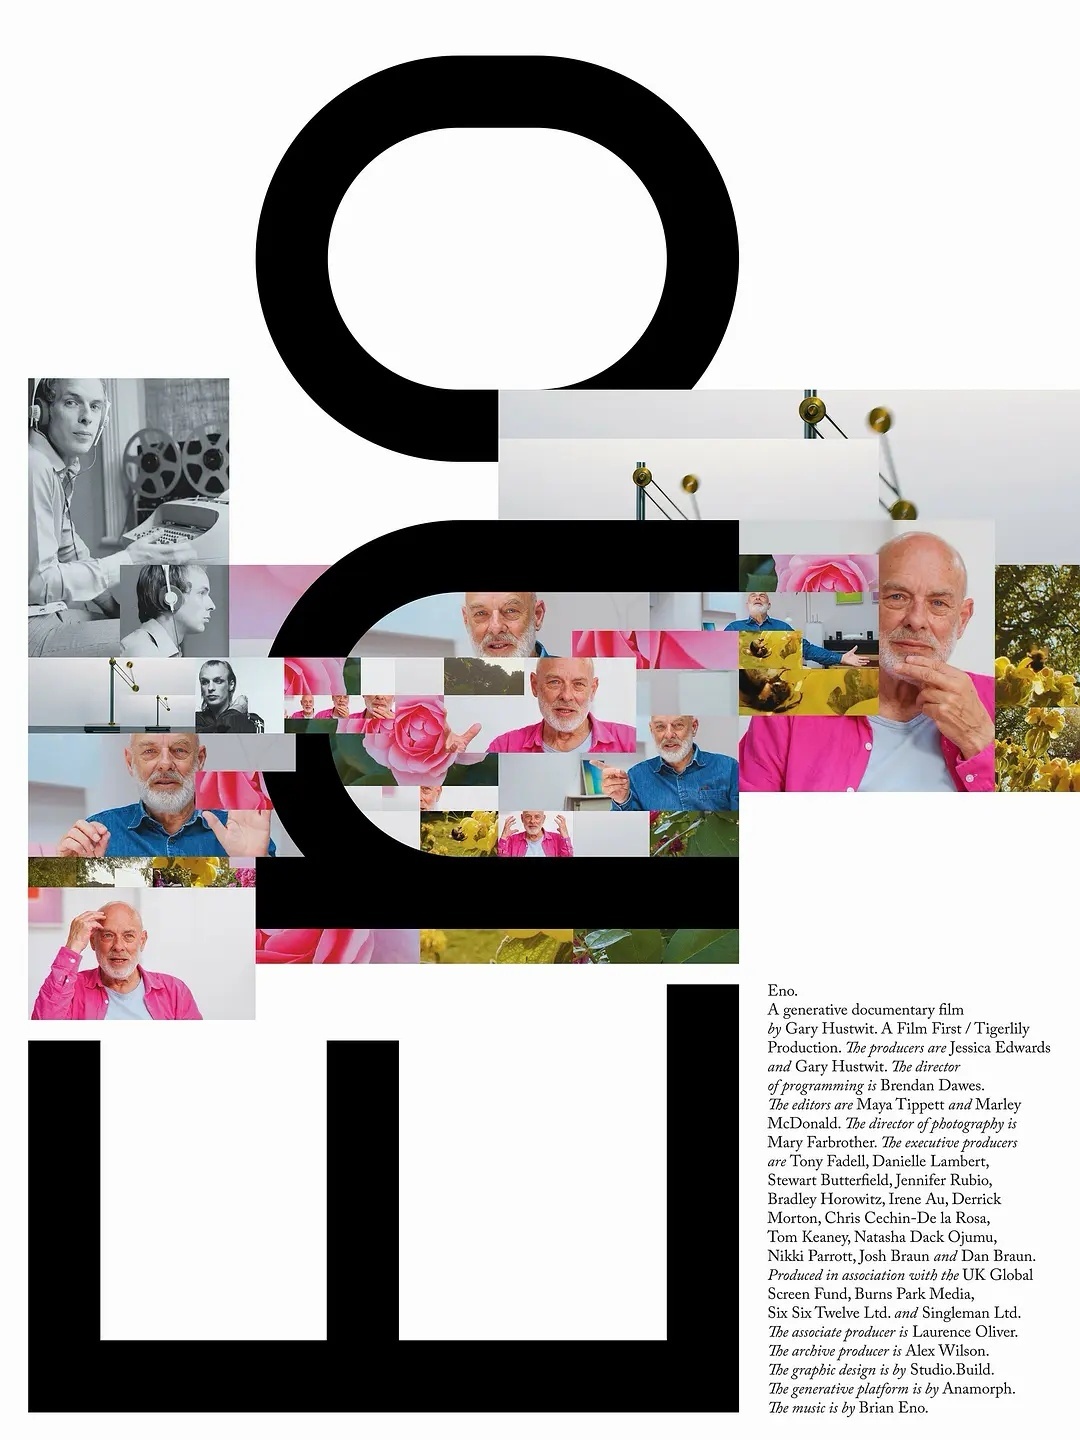 Eno
Eno.
A generative documentary film
by Gary Hustwit. A Film First / Tigerlily
Production. The producers are Jessica Edwards
and Gary Hustwit. The director
of programming is Brendan Dawes.
The editors are Maya Tippett and Marley
McDonald. The director of photography is
Mary Farbrother. The executive producers
are Tony Fadell, Danielle Lambert,
Stewart Butterfield, Jennifer Rubio,
Bradley Horowitz, Irene Au, Derrick
Morton, Chris Cechin-De la Rosa,
Tom Keaney, Natasha Dack Ojumu,
Nikki Parrott, Josh Braun and Dan Braun.
Produced in association with the UK Global
Screen Fund, Burns Park Media,
Six Six Twelve Ltd. and Singleman Ltd.
The associate producer is Laurence Oliver.
The archive producer is Alex Wilson.
The graphic design is by Studio.Build.
The generative platform is by Anamorph.
The music is by Brian Eno.